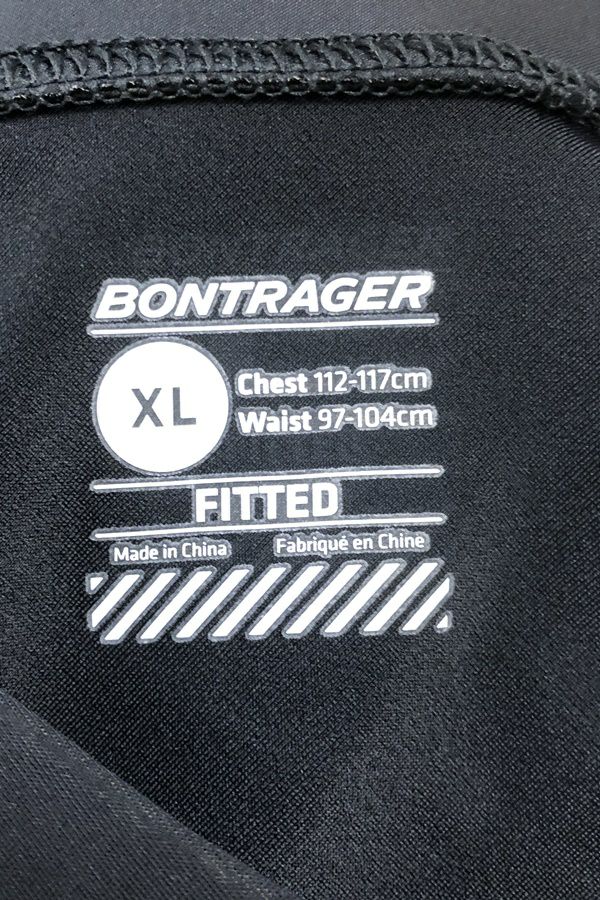 BONTRAGER
XL
Chest 112-117cm
Waist 97-104cm
FITTED
Made in China Fabriqué en Chine